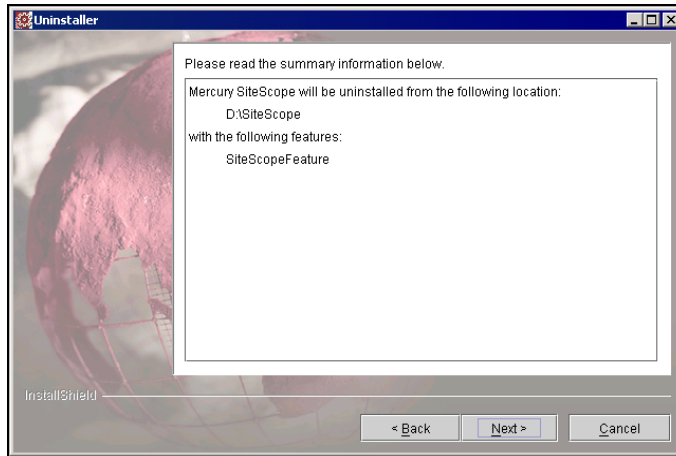 Uninstaller
Please read the summary information below.
Mercury SiteScope will be uninstalled from the following location:
D:\SiteScope
with the following features:
SiteScopeFeature
InstallShield
< Back
Next >
Cancel